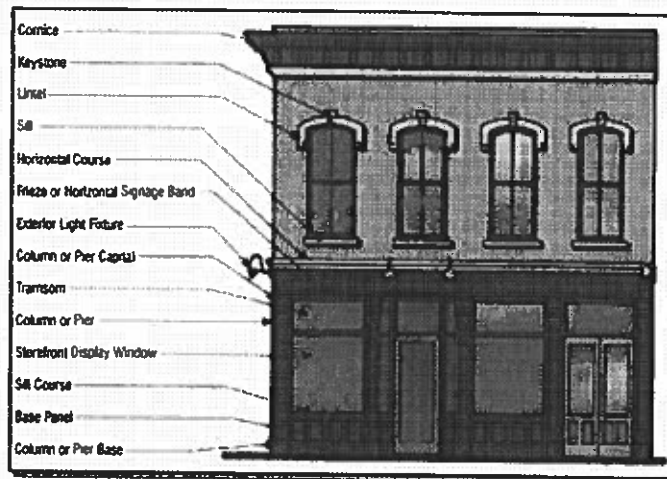 Cornice
Keystone
Lintel
Sill
Horizontal Course
Frieze or Horizontal Signage Band
Exterior Light Fixture
Column or Pier Capital
Transom
Column or Pier
Storefront Display Window
Sill Course
Base Panel
Column or Pier Base